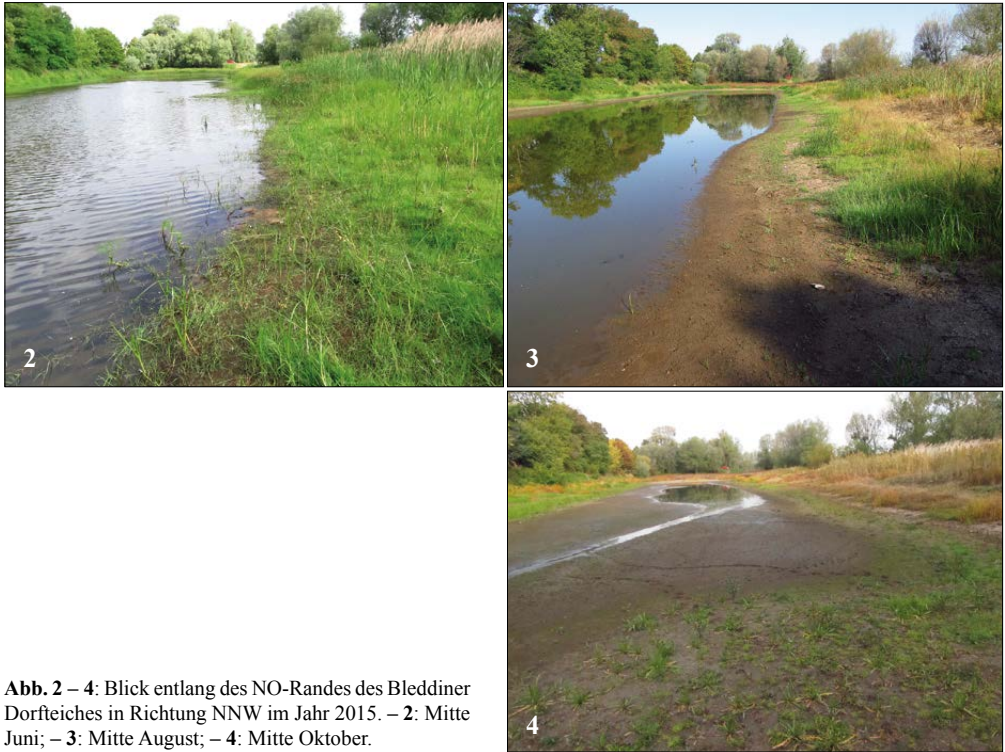 2
3
4
Abb. 2 – 4: Blick entlang des NO-Randes des Bleddiner
Dorfteiches in Richtung NNW im Jahr 2015. – 2: Mitte
Juni; – 3: Mitte August; – 4: Mitte Oktober.